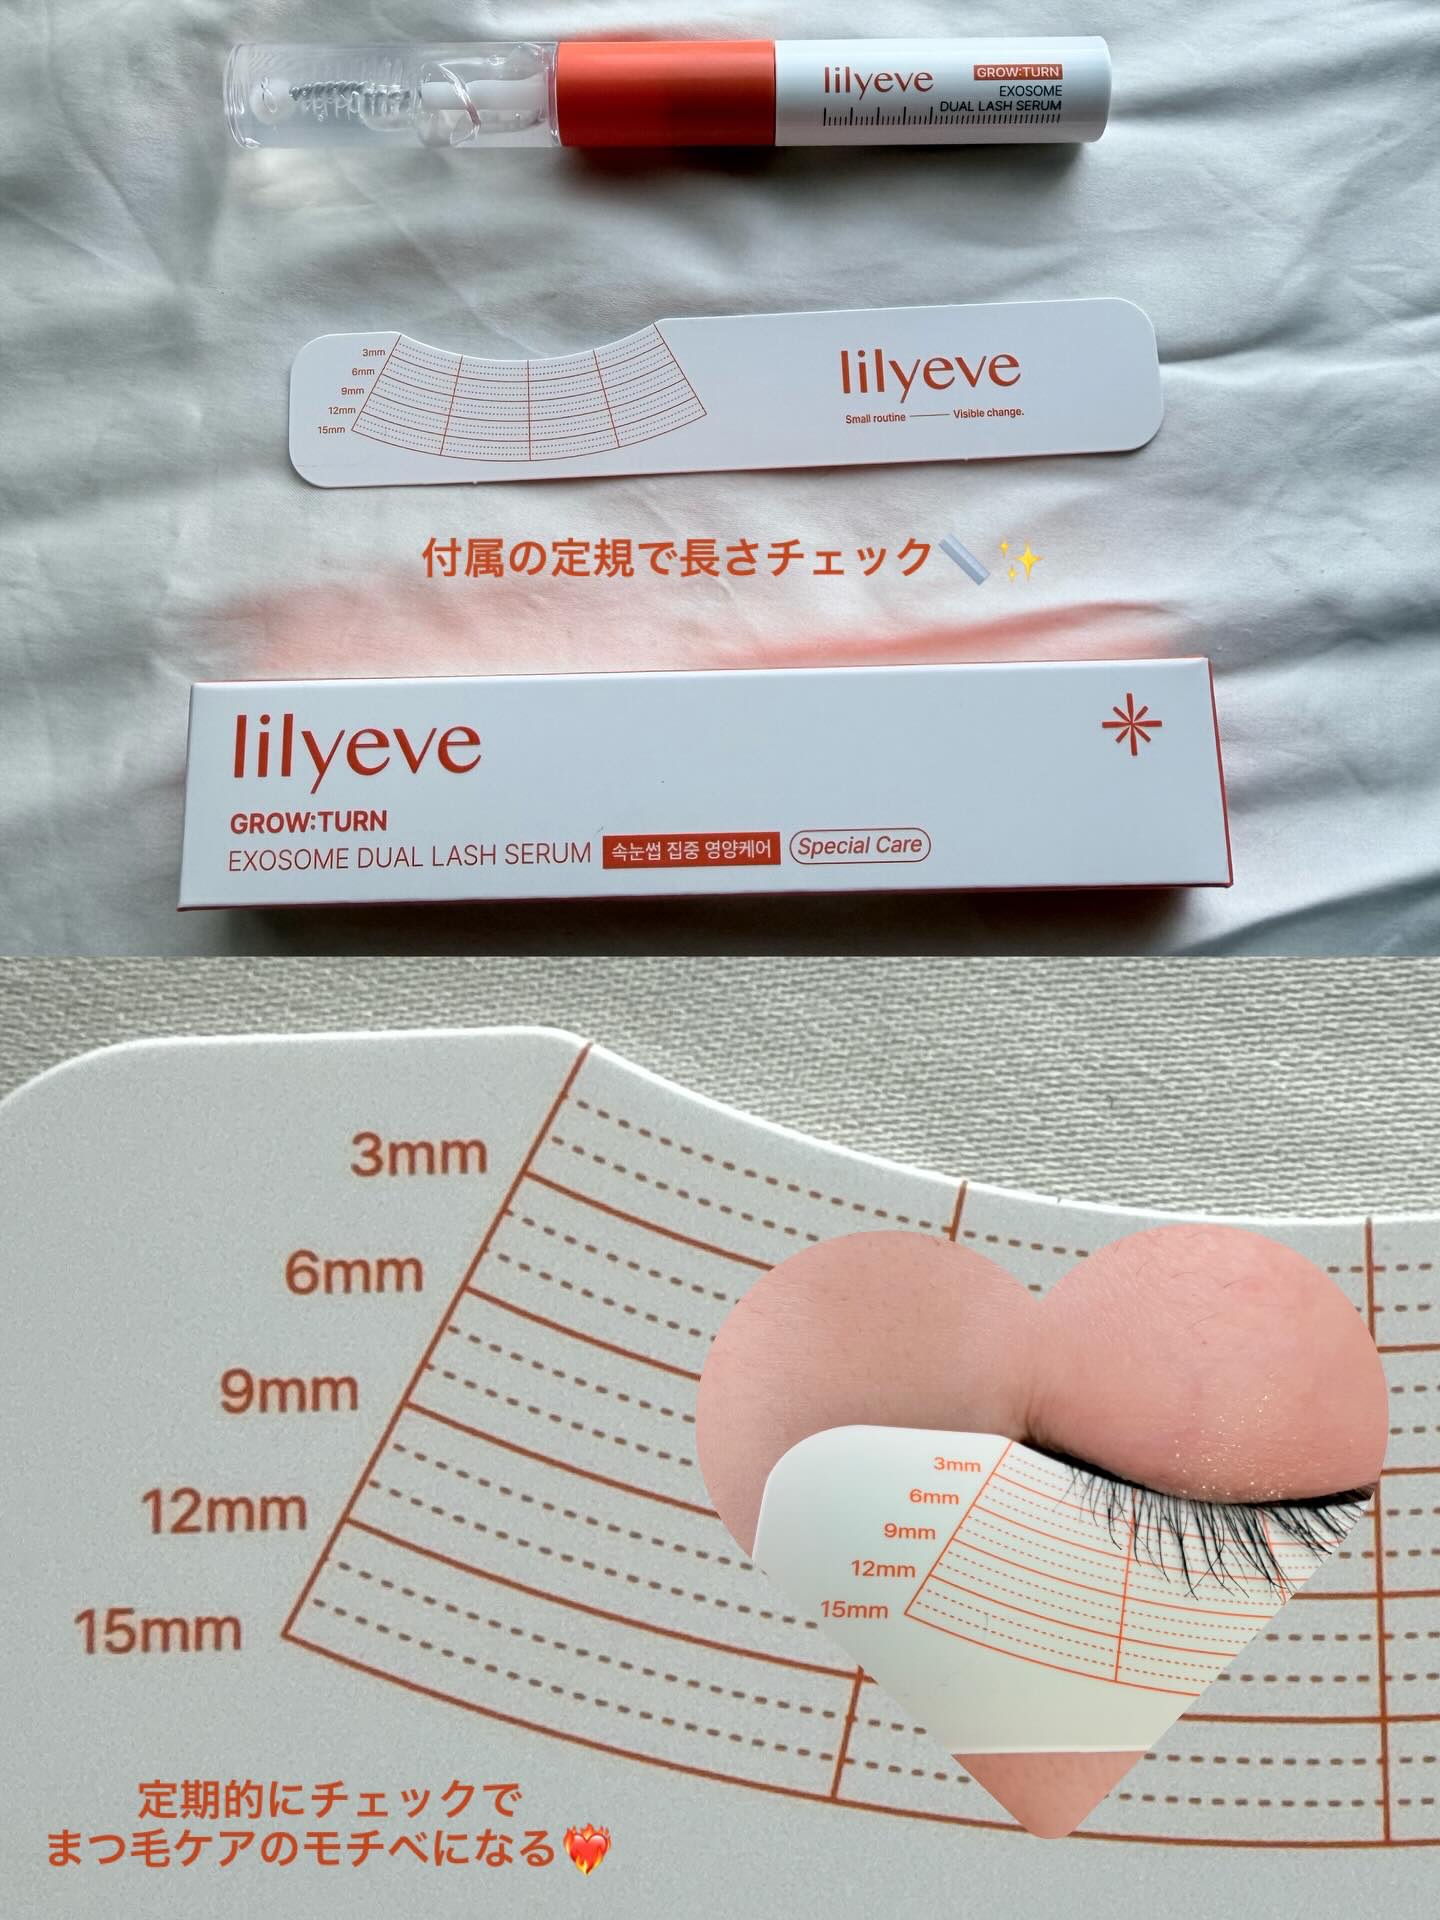 lilyeve
GROW:TURN
EXOSOME
DUAL LASH SERUM
3mm
6mm
9mm
12mm
15mm
lilyeve
Small routine Visible change.
付属の定規で長さチェック📏✨
lilyeve
GROW:TURN
EXOSOME DUAL LASH SERUM 속눈썹 집중 영양케어 Special Care
3mm
6mm
9mm
12mm
15mm
3mm
6mm
9mm
12mm
15mm
定期的にチェックで
まつ毛ケアのモチベになる❤️‍🔥